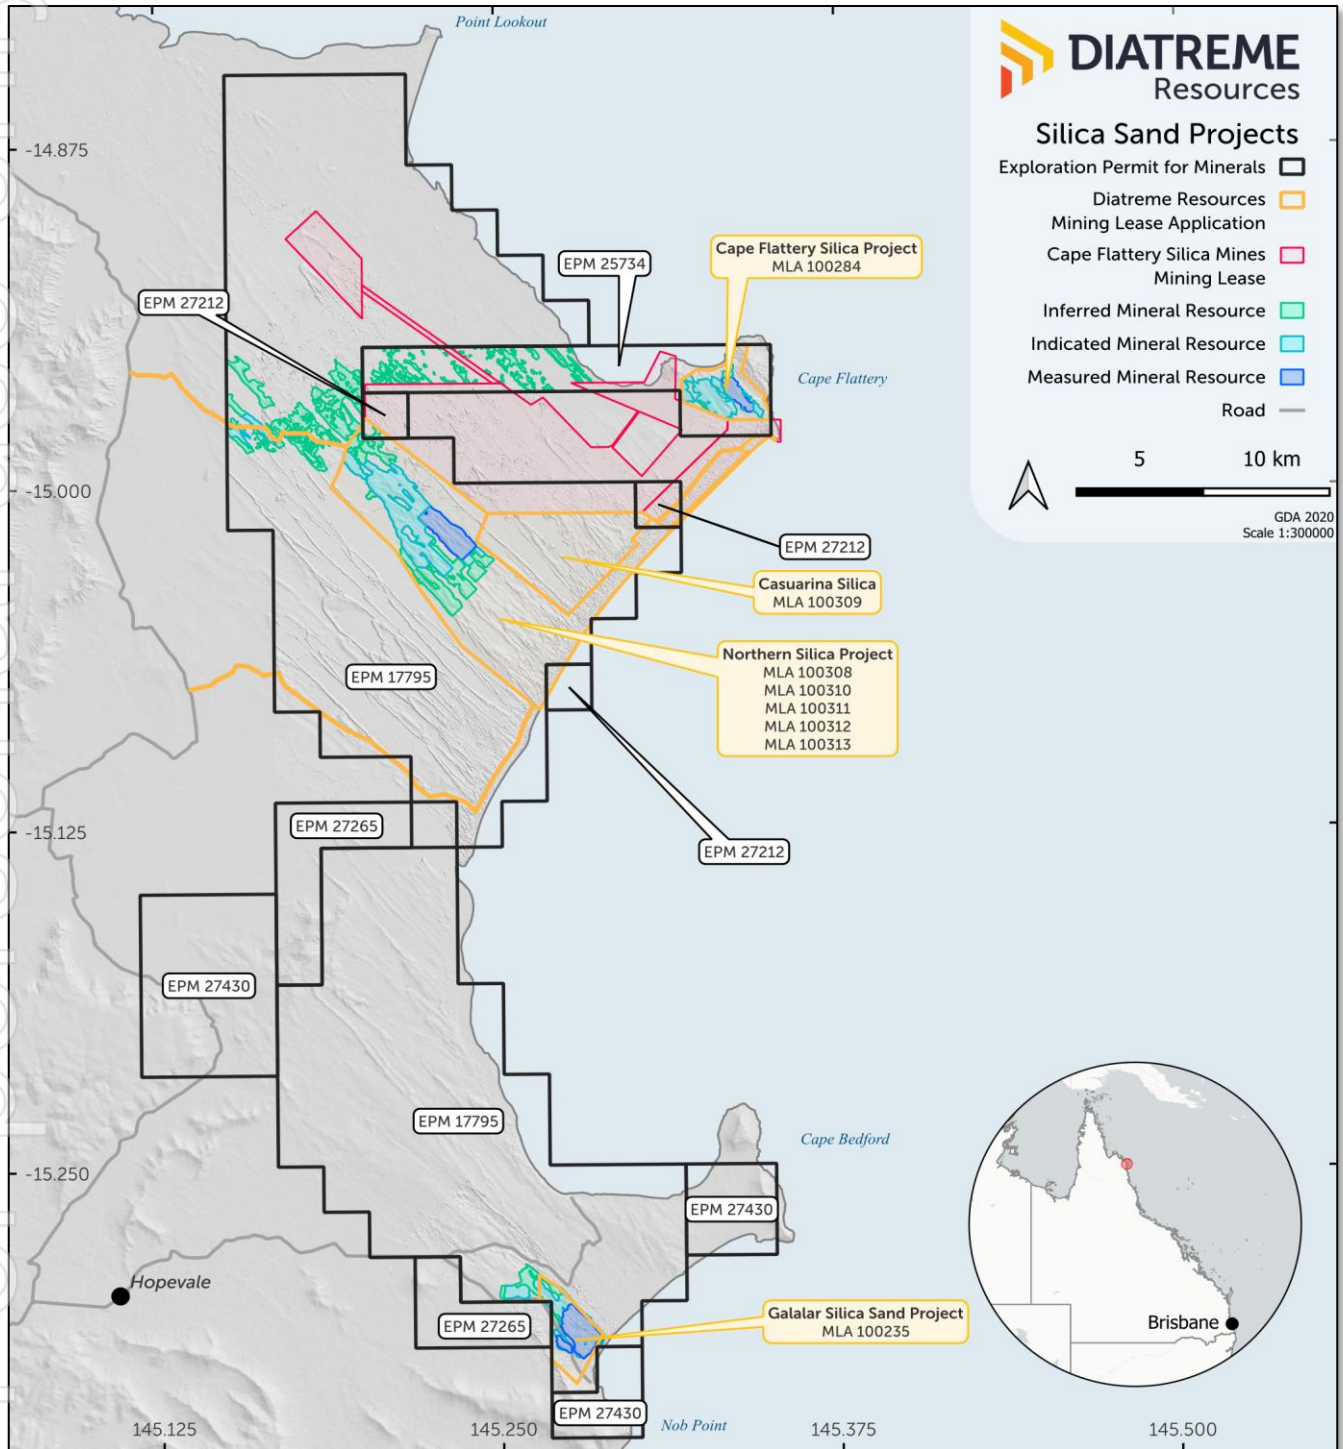 Point Lookout
DIATREME
Resources
Silica Sand Projects
Exploration Permit for Minerals
Diatreme Resources
Mining Lease Application
Cape Flattery Silica Mines
Mining Lease
Inferred Mineral Resource
Indicated Mineral Resource
Measured Mineral Resource
Road
5 10 km
GDA 2020
Scale 1:300000
-14.875
EPM 25734
Cape Flattery Silica Project
MLA 100284
EPM 27212
Cape Flattery
-15.000
EPM 27212
Casuarina Silica
MLA 100309
Northern Silica Project
MLA 100308
MLA 100310
MLA 100311
MLA 100312
MLA 100313
EPM 17795
-15.125
EPM 27265
EPM 27212
EPM 27430
EPM 17795
Cape Bedford
-15.250
EPM 27430
Hopevale
Galalar Silica Sand Project
MLA 100235
EPM 27265
Brisbane
EPM 27430
Nob Point
145.125 145.250 145.375 145.500